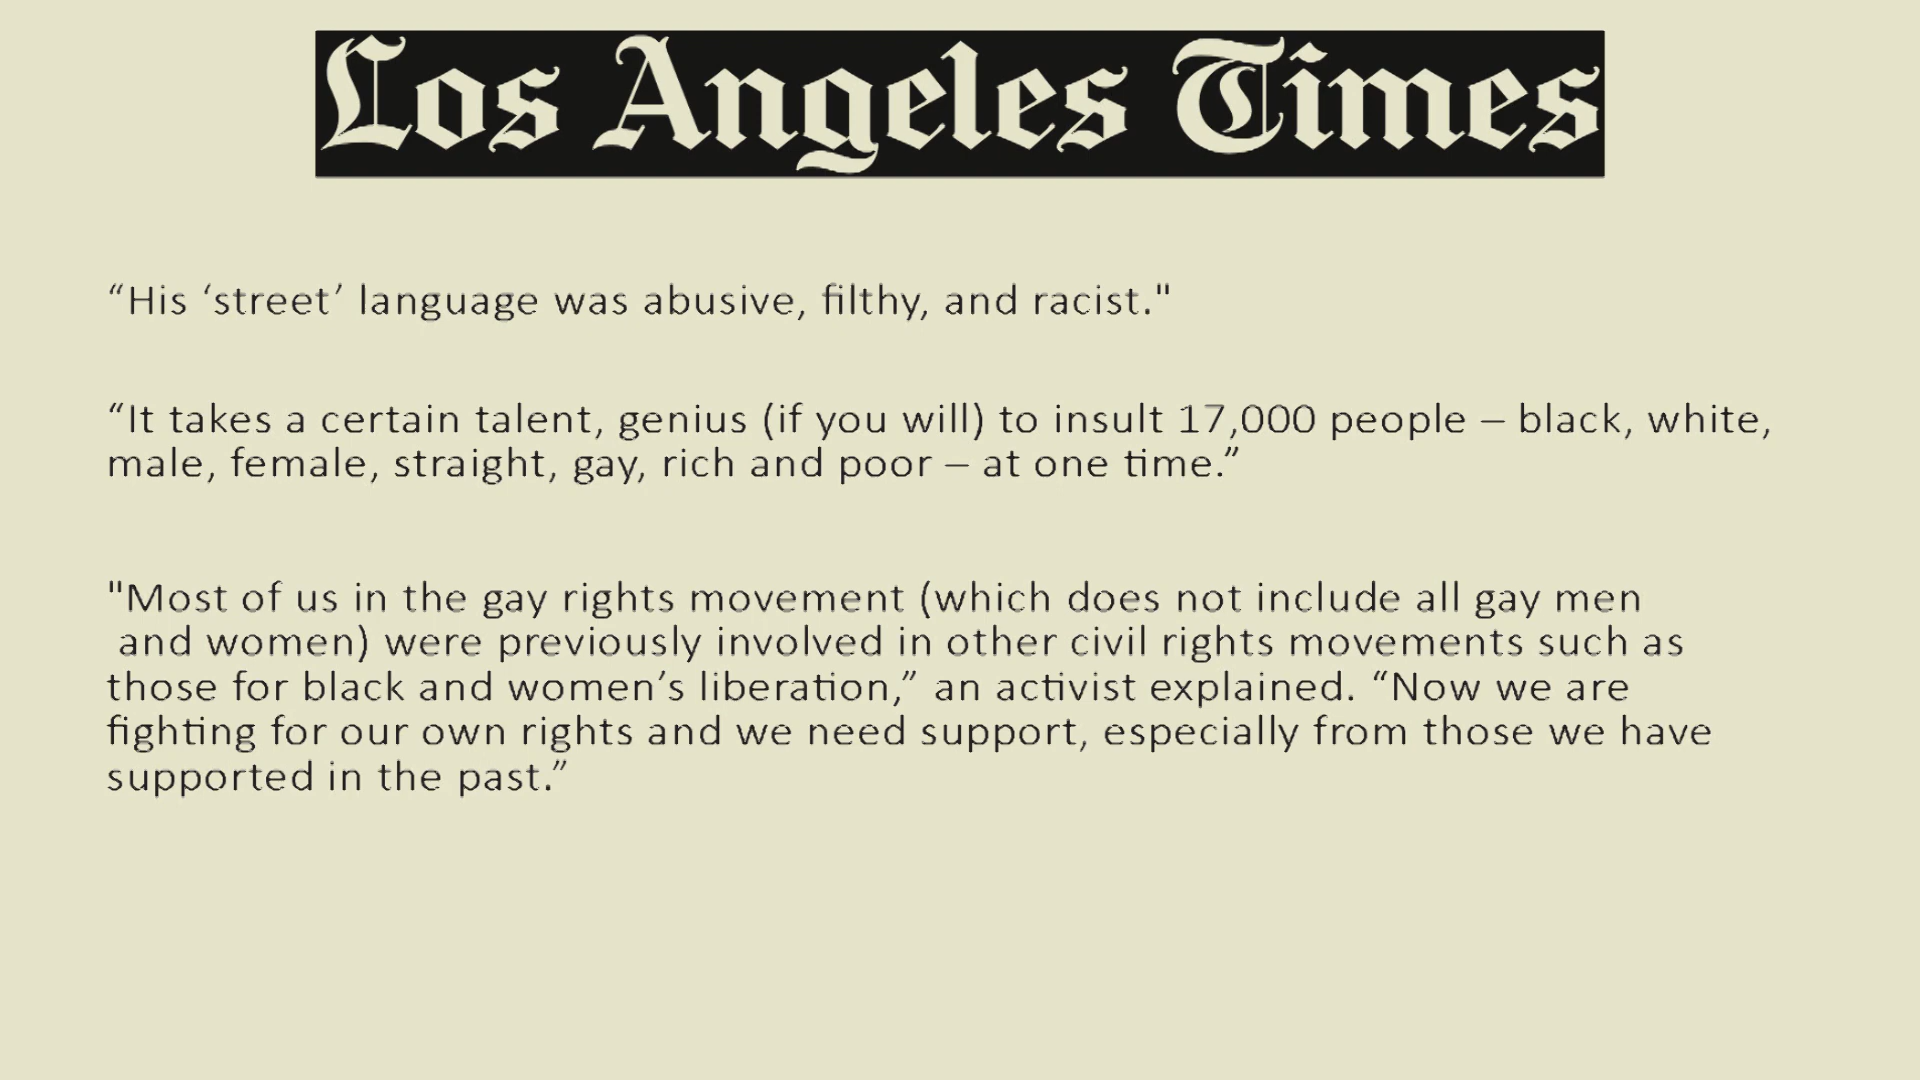 Los Angeles Times
“His ‘street’ language was abusive, filthy, and racist."
“It takes a certain talent, genius (if you will) to insult 17,000 people – black, white,
male, female, straight, gay, rich and poor – at one time.”
"Most of us in the gay rights movement (which does not include all gay men
and women) were previously involved in other civil rights movements such as
those for black and women’s liberation,” an activist explained. “Now we are
fighting for our own rights and we need support, especially from those we have
supported in the past.”